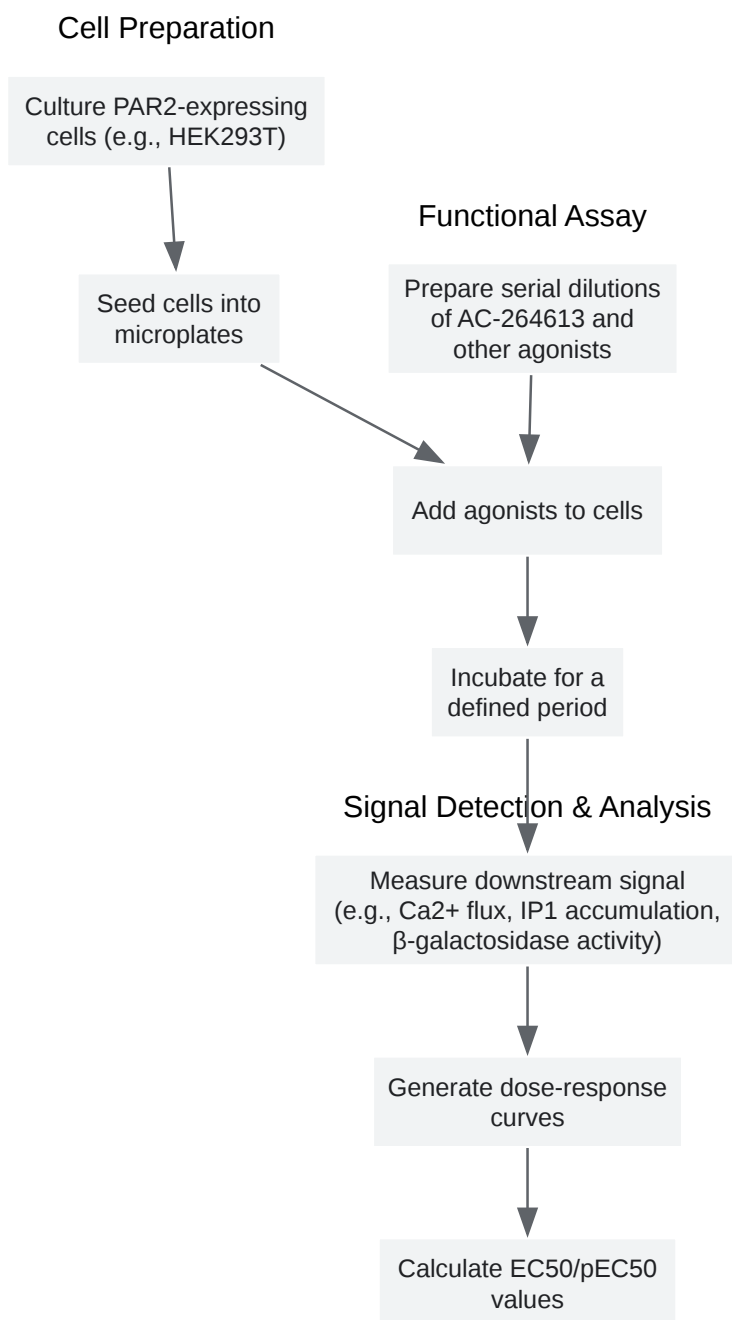 Cell Preparation
Culture PAR2-expressing
cells (e.g., HEK293T)
Seed cells into
microplates
Functional Assay
Prepare serial dilutions
of AC-264613 and
other agonists
Add agonists to cells
Incubate for a
defined period
Signal Detection & Analysis
Measure downstream signal
(e.g., Ca2+ flux, IP1 accumulation,
β-galactosidase activity)
Generate dose-response
curves
Calculate EC50/pEC50
values